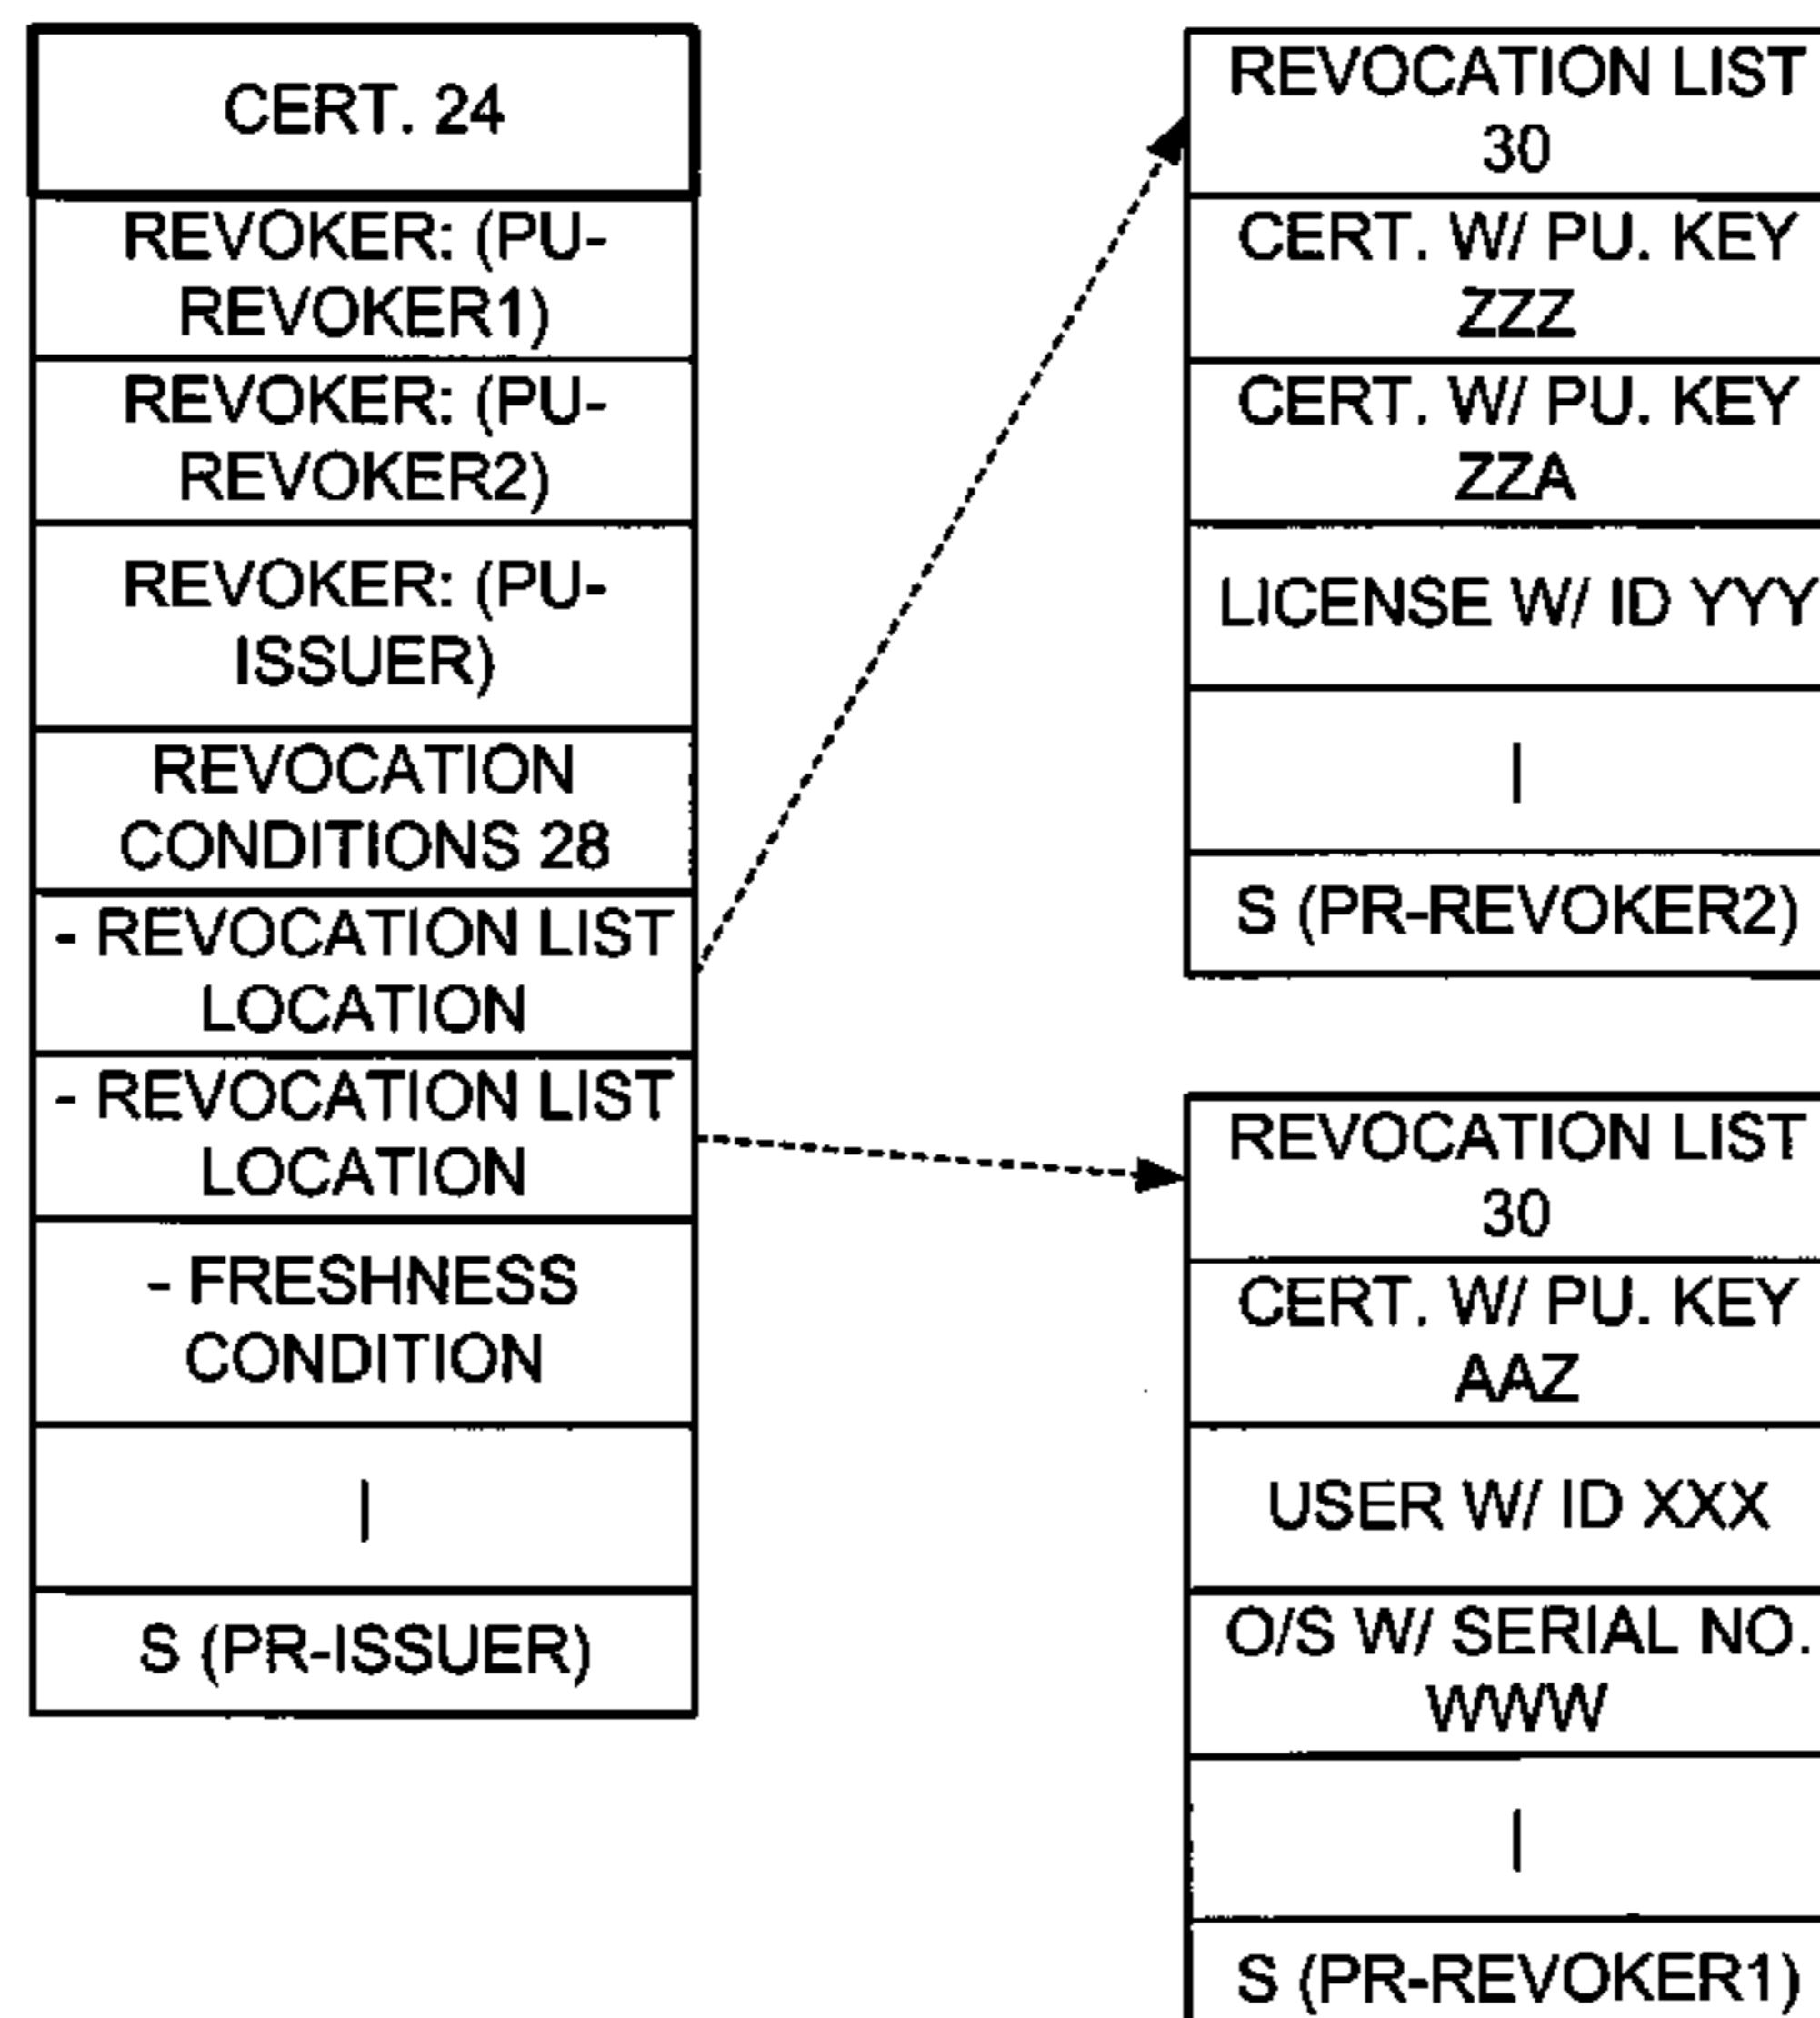 CERT. 24
REVOKER: (PU-
REVOKER1)
REVOKER: (PU-
REVOKER2)
REVOKER: (PU-
ISSUER)
REVOCATION
CONDITIONS 28
- REVOCATION LIST
LOCATION
- REVOCATION LIST
LOCATION
- FRESHNESS
CONDITION
|
S (PR-ISSUER)
REVOCATION LIST
30
CERT. W/ PU. KEY
ZZZ
CERT. W/ PU. KEY
ZZA
LICENSE W/ ID YYY
|
S (PR-REVOKER2)
REVOCATION LIST
30
CERT. W/ PU. KEY
AAZ
USER W/ ID XXX
O/S W/ SERIAL NO.
WWW
|
S (PR-REVOKER1)